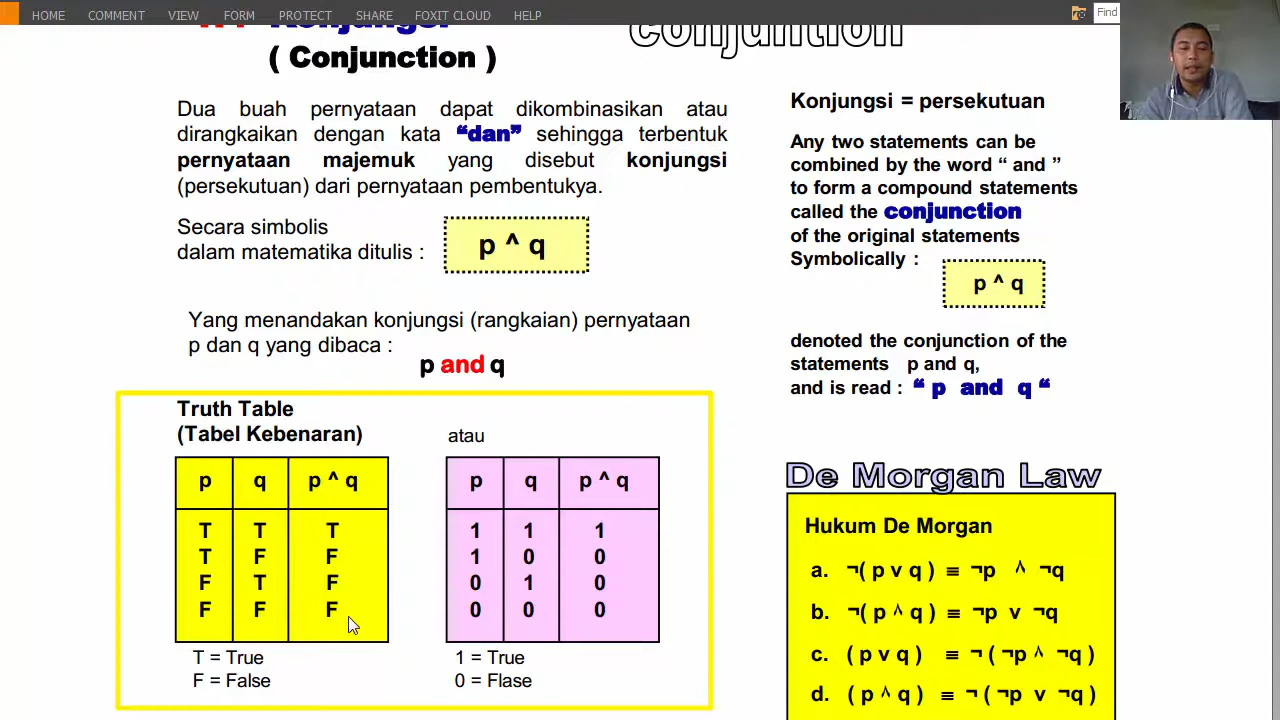 HOME COMMENT VIEW FORM PROTECT SHARE FOXIT CLOUD HELP
Find
( Conjunction )
Dua buah pernyataan dapat dikombinasikan atau
dirangkaikan dengan kata “dan” sehingga terbentuk
pernyataan majemuk yang disebut konjungsi
(persekutuan) dari pernyataan pembentukya.
Secara simbolis
dalam matematika ditulis :
p ^ q
Yang menandakan konjungsi (rangkaian) pernyataan
p dan q yang dibaca :
p and q
Truth Table
(Tabel Kebenaran)
p q p ^ q
T T T
T F F
F T F
F F F
T = True
F = False
atau
p q p ^ q
1 1 1
1 0 0
0 1 0
0 0 0
1 = True
0 = Flase
Conjuntion
Konjungsi = persekutuan
Any two statements can be
combined by the word “ and ”
to form a compound statements
called the conjunction
of the original statements
Symbolically :
p ^ q
denoted the conjunction of the
statements p and q,
and is read : “ p and q “
De Morgan Law
Hukum De Morgan
a. ¬( p v q ) ≡ ¬p ^ ¬q
b. ¬( p ^ q ) ≡ ¬p v ¬q
c. ( p v q ) ≡ ¬ ( ¬p ^ ¬q )
d. ( p ^ q ) ≡ ¬ ( ¬p v ¬q )